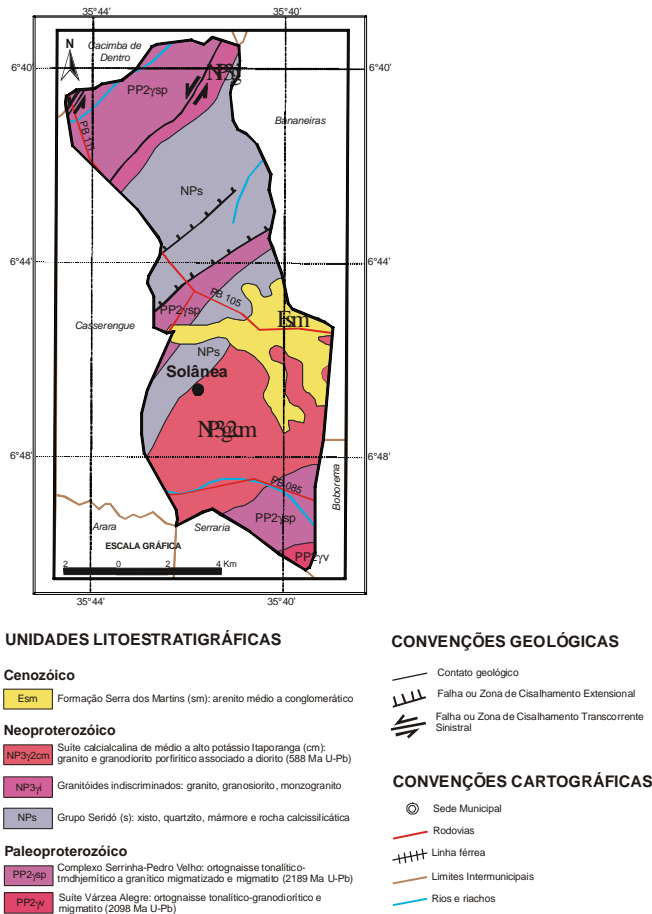 35°44'
35°40'
N
Cacimba de
Dentro
6°40'
6°40'
PP2γsp
PB 111
Bananeiras
NPs
6°44'
6°44'
PP2γsp
PB 105
Esm
Casserengue
NPs
Solânea
6°48'
6°48'
PB 085
Boborema
PP2γsp
Arara
Serraria
ESCALA GRÁFICA
PP2γv
2 0 2 4 Km
35°44'
35°40'
UNIDADES LITOESTRATIGRÁFICAS
Cenozóico
Esm Formação Serra dos Martins (sm): arenito médio a conglomerático
Neoproterozóico
NP3γ2cm Suíte calcialcalina de médio a alto potássio Itaporanga (cm):
granito e granodiorito porfirítico associado a diorito (588 Ma U-Pb)
NP3γi Granitóides indiscriminados: granito, granosiorito, monzogranito
NPs Grupo Seridó (s): xisto, quartzito, mármore e rocha calcissilicática
Paleoproterozóico
PP2γsp Complexo Serrinha-Pedro Velho: ortognaisse tonalítico-
trndhjemítico a granítico migmatizado e migmatito (2189 Ma U-Pb)
PP2γv Suíte Várzea Alegre: ortognaisse tonalítico-granodiorítico e
migmatito (2098 Ma U-Pb)
CONVENÇÕES GEOLÓGICAS
Contato geológico
Falha ou Zona de Cisalhamento Extensional
Falha ou Zona de Cisalhamento Transcorrente
Sinistral
CONVENÇÕES CARTOGRÁFICAS
Sede Municipal
Rodovias
Linha férrea
Limites Intermunicipais
Rios e riachos